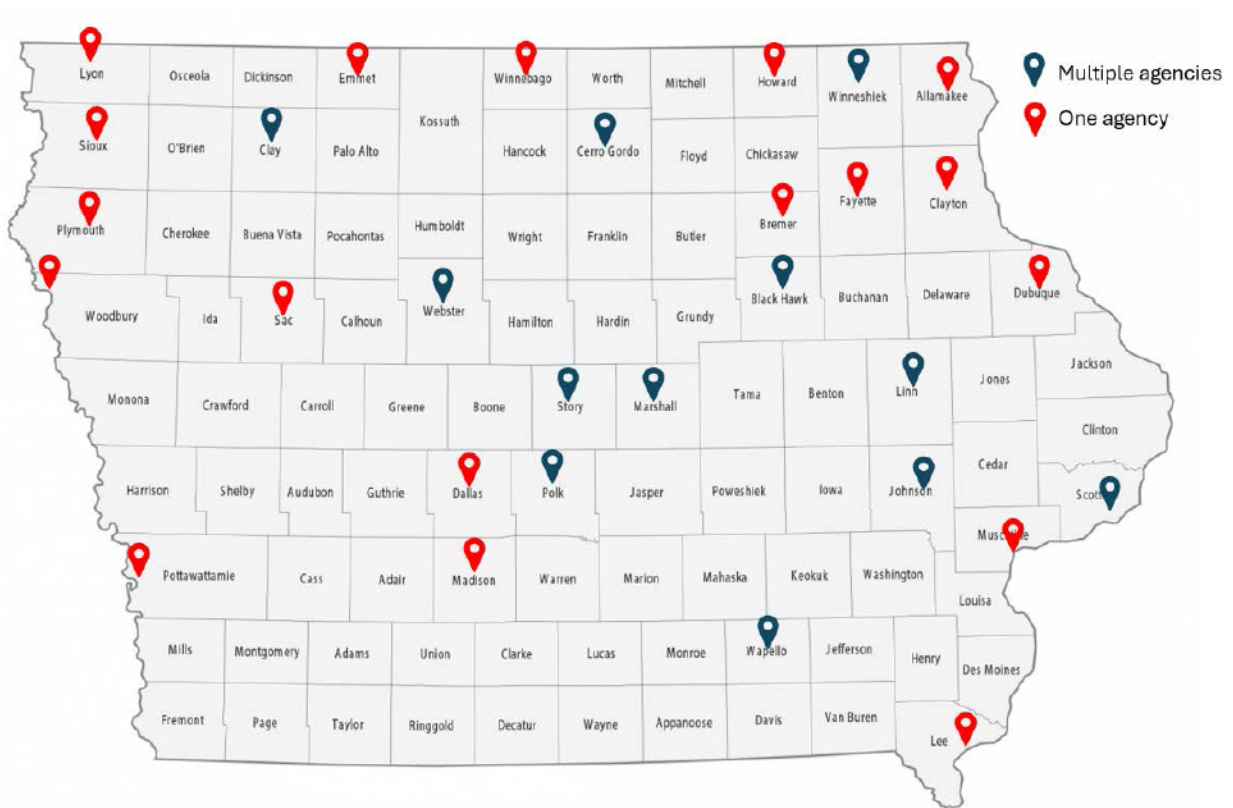 Lyon
Osceola
Dickinson
Emmet
Kossuth
Winnebago
Worth
Mitchell
Howard
Winneshiek
Allamakee
Multiple agencies
One agency
Sioux
O'Brien
Clay
Palo Alto
Hancock
Cerro Gordo
Floyd
Chickasaw
Plymouth
Cherokee
Buena Vista
Pocahontas
Humboldt
Wright
Franklin
Butler
Bremer
Fayette
Clayton
Woodbury
Ida
Sac
Calhoun
Webster
Hamilton
Hardin
Grundy
Black Hawk
Buchanan
Delaware
Dubuque
Monona
Crawford
Carroll
Greene
Boone
Story
Marshall
Tama
Benton
Linn
Jones
Jackson
Clinton
Harrison
Shelby
Audubon
Guthrie
Dallas
Polk
Jasper
Poweshiek
Iowa
Johnson
Cedar
Scott
Pottawattamie
Cass
Adair
Madison
Warren
Marion
Mahaska
Keokuk
Washington
Louisa
Mills
Montgomery
Adams
Union
Clarke
Lucas
Monroe
Wapello
Jefferson
Henry
Des Moines
Fremont
Page
Taylor
Ringgold
Decatur
Wayne
Appanoose
Davis
Van Buren
Lee